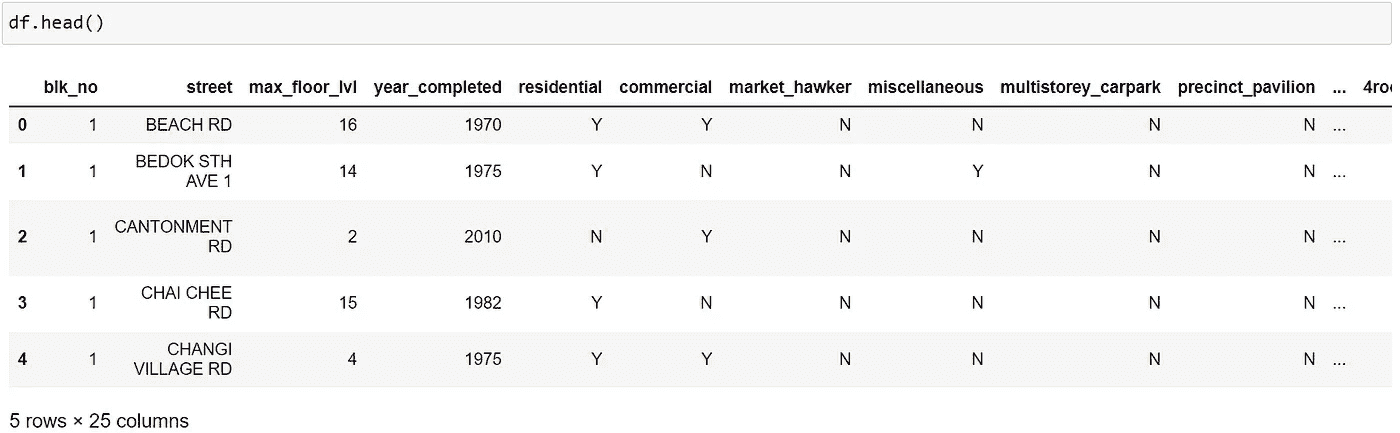 df.head()
blk_no street max_floor_lvl year_completed residential commercial market_hawker miscellaneous multistorey_carpark precinct_pavilion ... 4roo
0 1 BEACH RD 16 1970 Y Y N N N N ...
1 1 BEDOK STH AVE 1 14 1975 Y N N Y N N ...
2 1 CANTONMENT RD 2 2010 N Y N N N N ...
3 1 CHAI CHEE RD 15 1982 Y N N N N N ...
4 1 CHANGI VILLAGE RD 4 1975 Y Y N N N N ...
5 rows × 25 columns